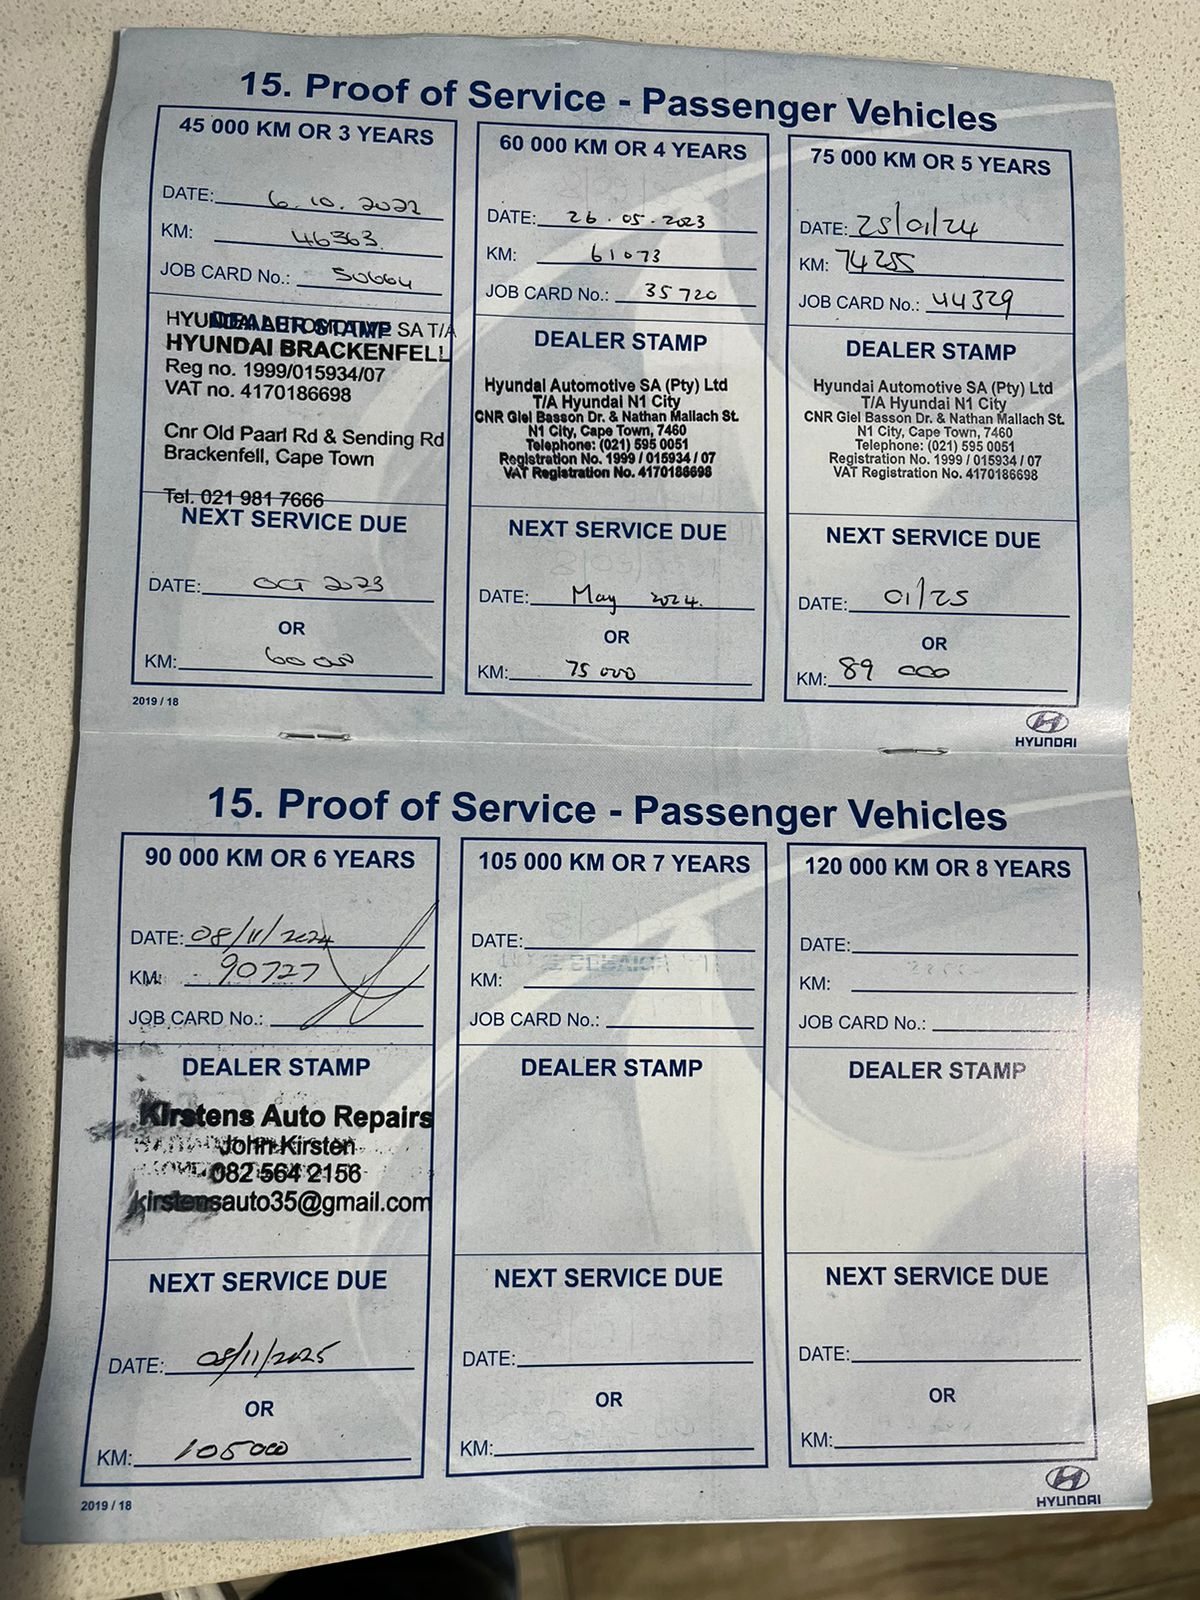 15. Proof of Service - Passenger Vehicles
45 000 KM OR 3 YEARS
DATE: 6.10.2022
KM: 46363
JOB CARD No.: 50664
DEALER STAMP
HYUNDAI AUTOMOTIVE SA T/A
HYUNDAI BRACKENFELL
Reg no. 1999/015934/07
VAT no. 4170186698
Cnr Old Paarl Rd & Sending Rd
Brackenfell, Cape Town
Tel. 021 981 7666
NEXT SERVICE DUE
DATE: OCT 2023
OR
KM: 60 000
60 000 KM OR 4 YEARS
DATE: 26.05.2023
KM: 61073
JOB CARD No.: 35720
DEALER STAMP
Hyundai Automotive SA (Pty) Ltd
T/A Hyundai N1 City
CNR Giel Basson Dr. & Nathan Mallach St.
N1 City, Cape Town, 7460
Telephone: (021) 595 0051
Registration No. 1999 / 015934 / 07
VAT Registration No. 4170186698
NEXT SERVICE DUE
DATE: May 2024.
OR
KM: 75 000
75 000 KM OR 5 YEARS
DATE: 25/01/24
KM: 74255
JOB CARD No.: 44329
DEALER STAMP
Hyundai Automotive SA (Pty) Ltd
T/A Hyundai N1 City
CNR Giel Basson Dr. & Nathan Mallach St.
N1 City, Cape Town, 7460
Telephone: (021) 595 0051
Registration No. 1999 / 015934 / 07
VAT Registration No. 4170186698
NEXT SERVICE DUE
DATE: 01/25
OR
KM: 89 000
2019 / 18
HYUNDAI
15. Proof of Service - Passenger Vehicles
90 000 KM OR 6 YEARS
DATE: 08/11/2024
KM: 90727
JOB CARD No.:
DEALER STAMP
Kirstens Auto Repairs
John Kirsten
082 564 2156
kirstensauto35@gmail.com
NEXT SERVICE DUE
DATE: 08/11/2025
OR
KM: 105000
105 000 KM OR 7 YEARS
DATE:
KM:
JOB CARD No.:
DEALER STAMP
NEXT SERVICE DUE
DATE:
OR
KM:
120 000 KM OR 8 YEARS
DATE:
KM:
JOB CARD No.:
DEALER STAMP
NEXT SERVICE DUE
DATE:
OR
KM:
2019 / 18
HYUNDAI